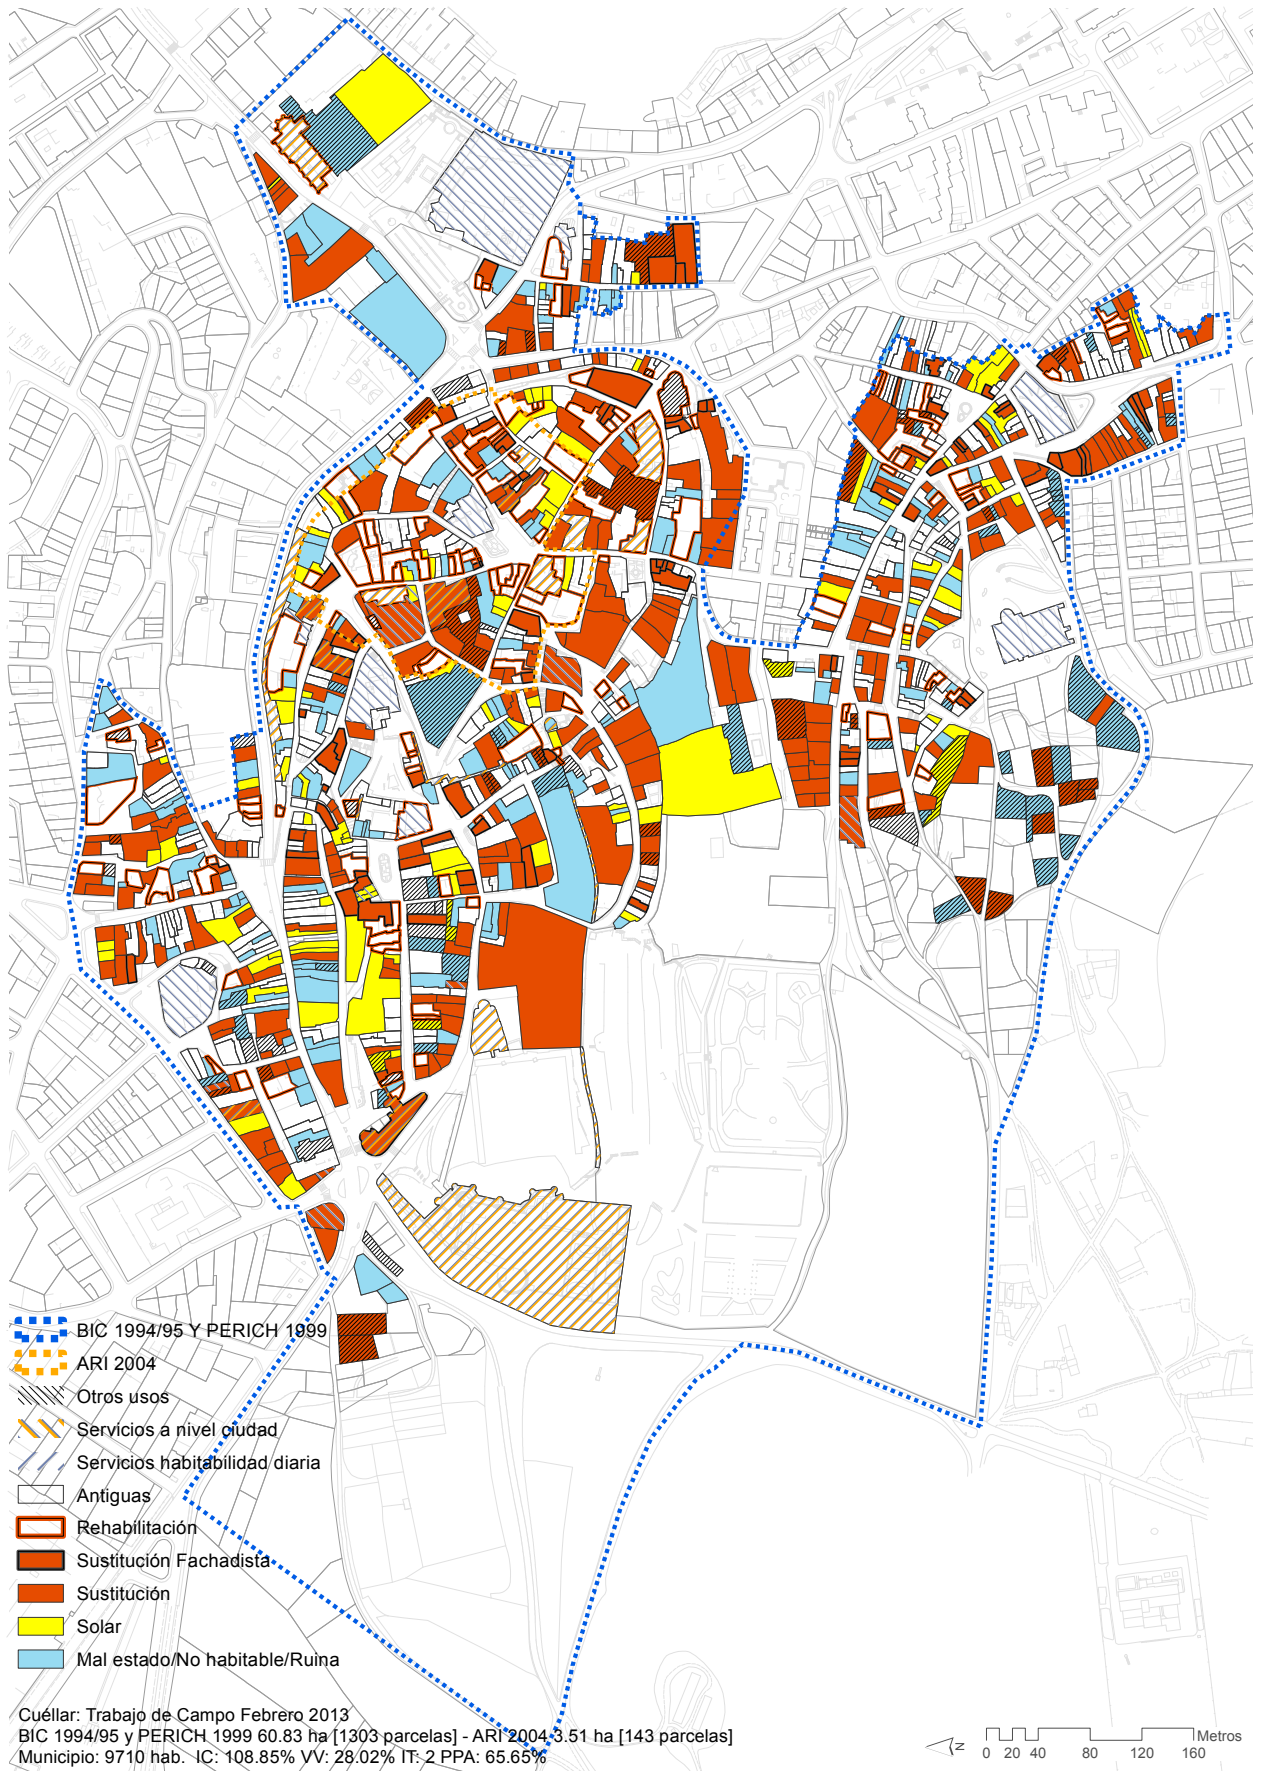 BIC 1994/95 Y PERICH 1999
ARI 2004
Otros usos
Servicios a nivel ciudad
Servicios habitabilidad diaria
Antiguas
Rehabilitación
Sustitución Fachadista
Sustitución
Solar
Mal estado/No habitable/Ruina
Cuéllar: Trabajo de Campo Febrero 2013
BIC 1994/95 y PERICH 1999 60.83 ha [1303 parcelas] - ARI 2004 3.51 ha [143 parcelas]
Municipio: 9710 hab. IC: 108.85% VV: 28.02% IT: 2 PPA: 65.65%
N
Metros
0 20 40 80 120 160